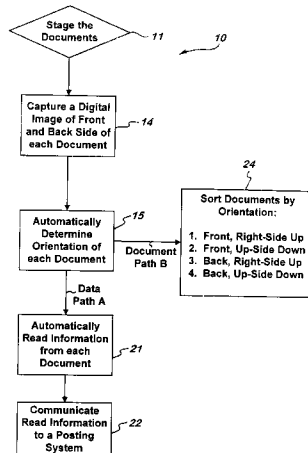 Stage the
Documents
11
10
Capture a Digital
Image of Front
and Back Side of
each Document
14
24
Sort Documents by
Orientation:
1. Front, Right-Side Up
2. Front, Up-Side Down
3. Back, Right-Side Up
4. Back, Up-Side Down
15
Automatically
Determine
Orientation of
each Document
Document
Path B
Data
Path A
Automatically
Read Information
from each
Document
21
Communicate
Read Information
to a Posting
System
22